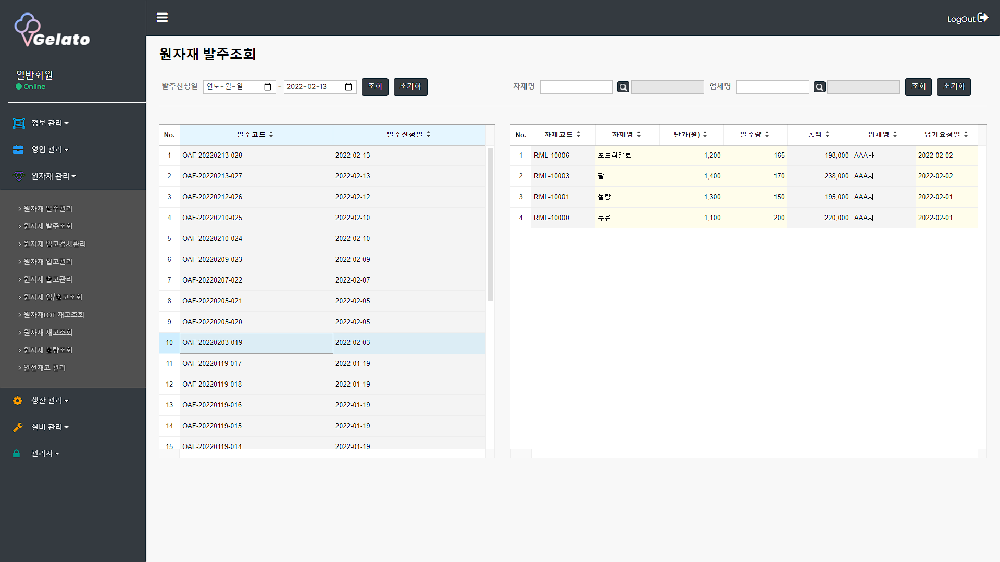 Gelato
LogOut
일반회원
Online
정보 관리
영업 관리
원자재 관리
> 원자재 발주관리
> 원자재 발주조회
> 원자재 입고검사관리
> 원자재 입고관리
> 원자재 출고관리
> 원자재 입/출고조회
> 원자재LOT 재고조회
> 원자재 재고조회
> 원자재 불량조회
> 안전재고 관리
생산 관리
설비 관리
관리자
원자재 발주조회
발주신청일 연도-월-일 ~ 2022-02-13 조회 초기화
자재명 업체명 조회 초기화
No. 발주코드 발주신청일
1 OAF-20220213-028 2022-02-13
2 OAF-20220213-027 2022-02-13
3 OAF-20220212-026 2022-02-12
4 OAF-20220210-025 2022-02-10
5 OAF-20220210-024 2022-02-10
6 OAF-20220209-023 2022-02-09
7 OAF-20220207-022 2022-02-07
8 OAF-20220205-021 2022-02-05
9 OAF-20220205-020 2022-02-05
10 OAF-20220203-019 2022-02-03
11 OAF-20220119-017 2022-01-19
12 OAF-20220119-018 2022-01-19
13 OAF-20220119-016 2022-01-19
14 OAF-20220119-015 2022-01-19
15 OAF-20220119-014 2022-01-19
No. 자재코드 자재명 단가(원) 발주량 총액 업체명 납기요청일
1 RML-10006 포도착향료 1,200 165 198,000 AAA사 2022-02-02
2 RML-10003 팥 1,400 170 238,000 AAA사 2022-02-02
3 RML-10001 설탕 1,300 150 195,000 AAA사 2022-02-01
4 RML-10000 우유 1,100 200 220,000 AAA사 2022-02-01